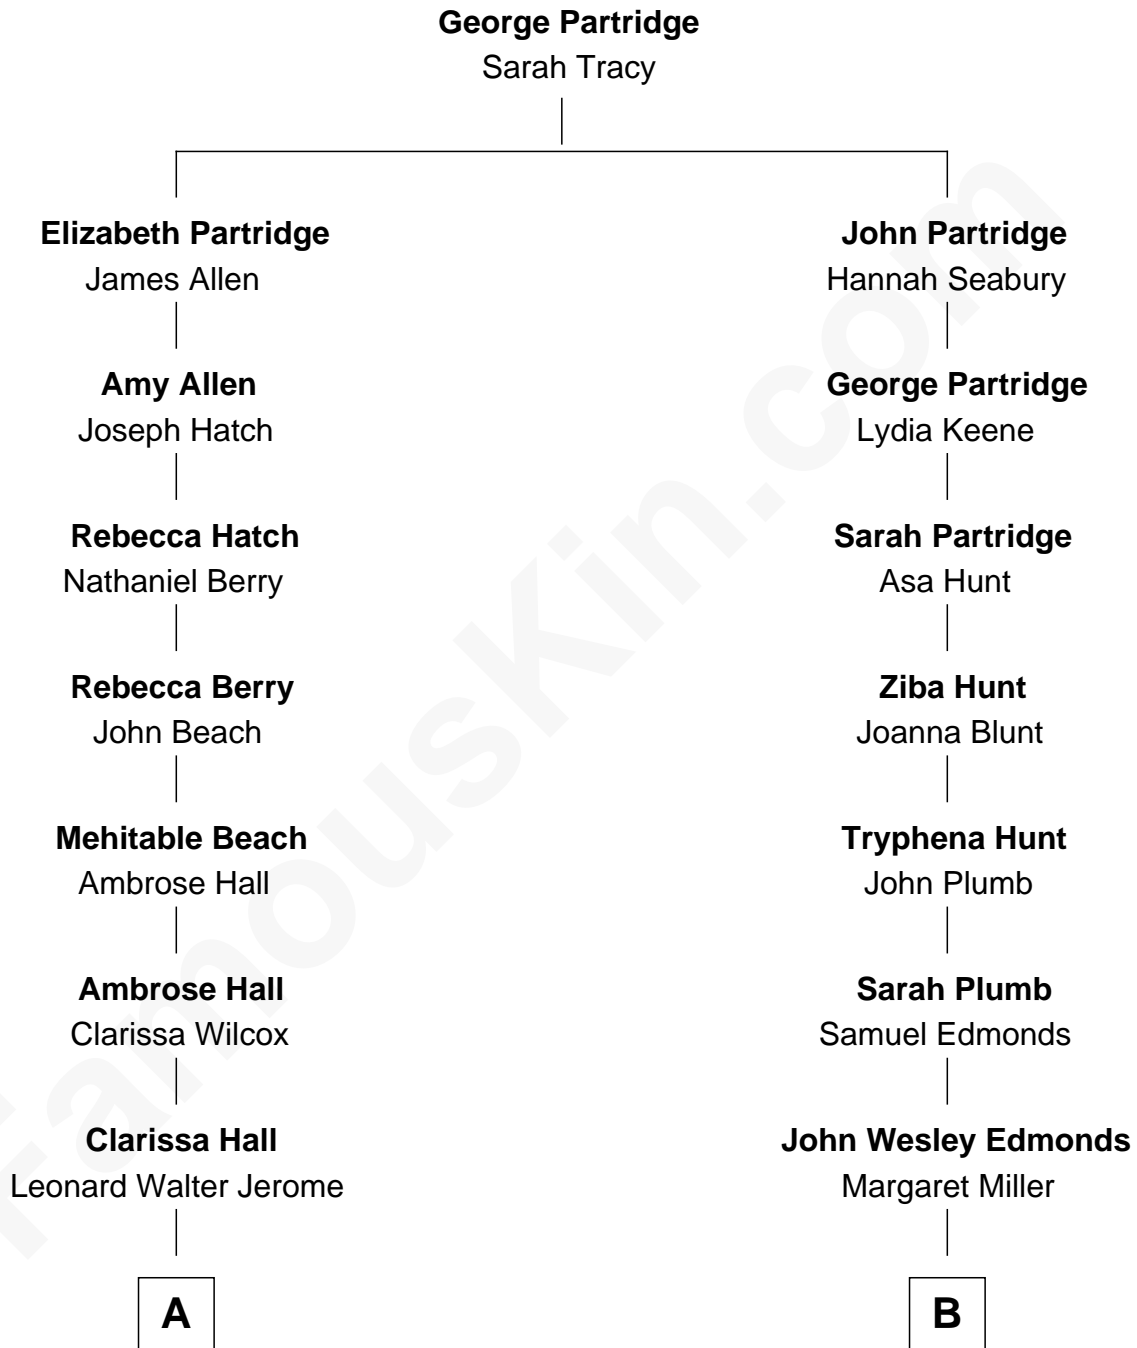 George Partridge
Sarah Tracy
Elizabeth Partridge
James Allen
John Partridge
Hannah Seabury
Amy Allen
Joseph Hatch
George Partridge
Lydia Keene
Rebecca Hatch
Nathaniel Berry
Sarah Partridge
Asa Hunt
Rebecca Berry
John Beach
Ziba Hunt
Joanna Blunt
Mehitable Beach
Ambrose Hall
Tryphena Hunt
John Plumb
Ambrose Hall
Clarissa Wilcox
Sarah Plumb
Samuel Edmonds
Clarissa Hall
Leonard Walter Jerome
John Wesley Edmonds
Margaret Miller
A
B
FamousKin.com